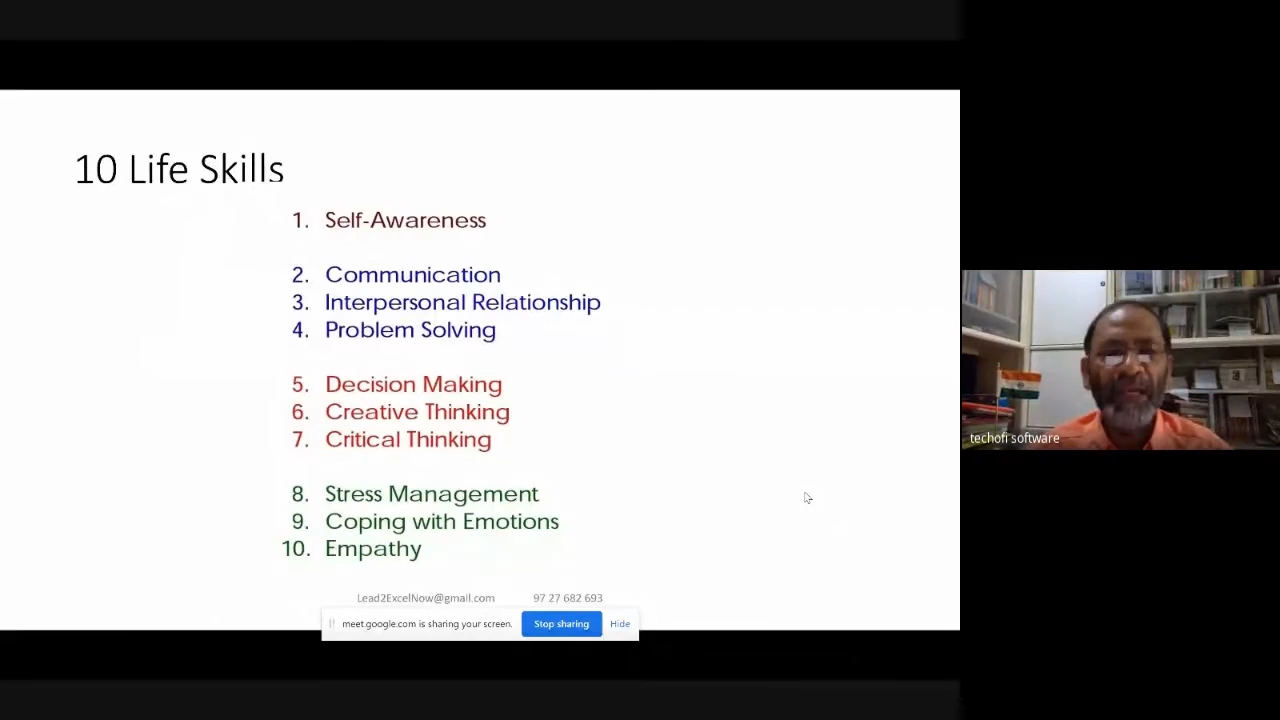 10 Life Skills
1. Self-Awareness
2. Communication
3. Interpersonal Relationship
4. Problem Solving
5. Decision Making
6. Creative Thinking
7. Critical Thinking
8. Stress Management
9. Coping with Emotions
10. Empathy
Lead2ExcelNow@gmail.com 97 27 682 693
meet.google.com is sharing your screen. Stop sharing Hide
techofi software